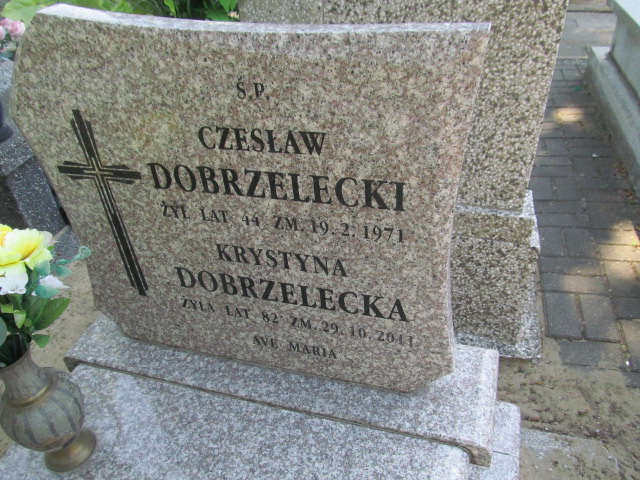 Ś.P.
CZESŁAW
DOBRZELECKI
ŻYŁ LAT 44 ZM. 19.2.1971
KRYSTYNA
DOBRZELECKA
ŻYŁA LAT 82 ZM. 29.10.2011
AVE MARIA